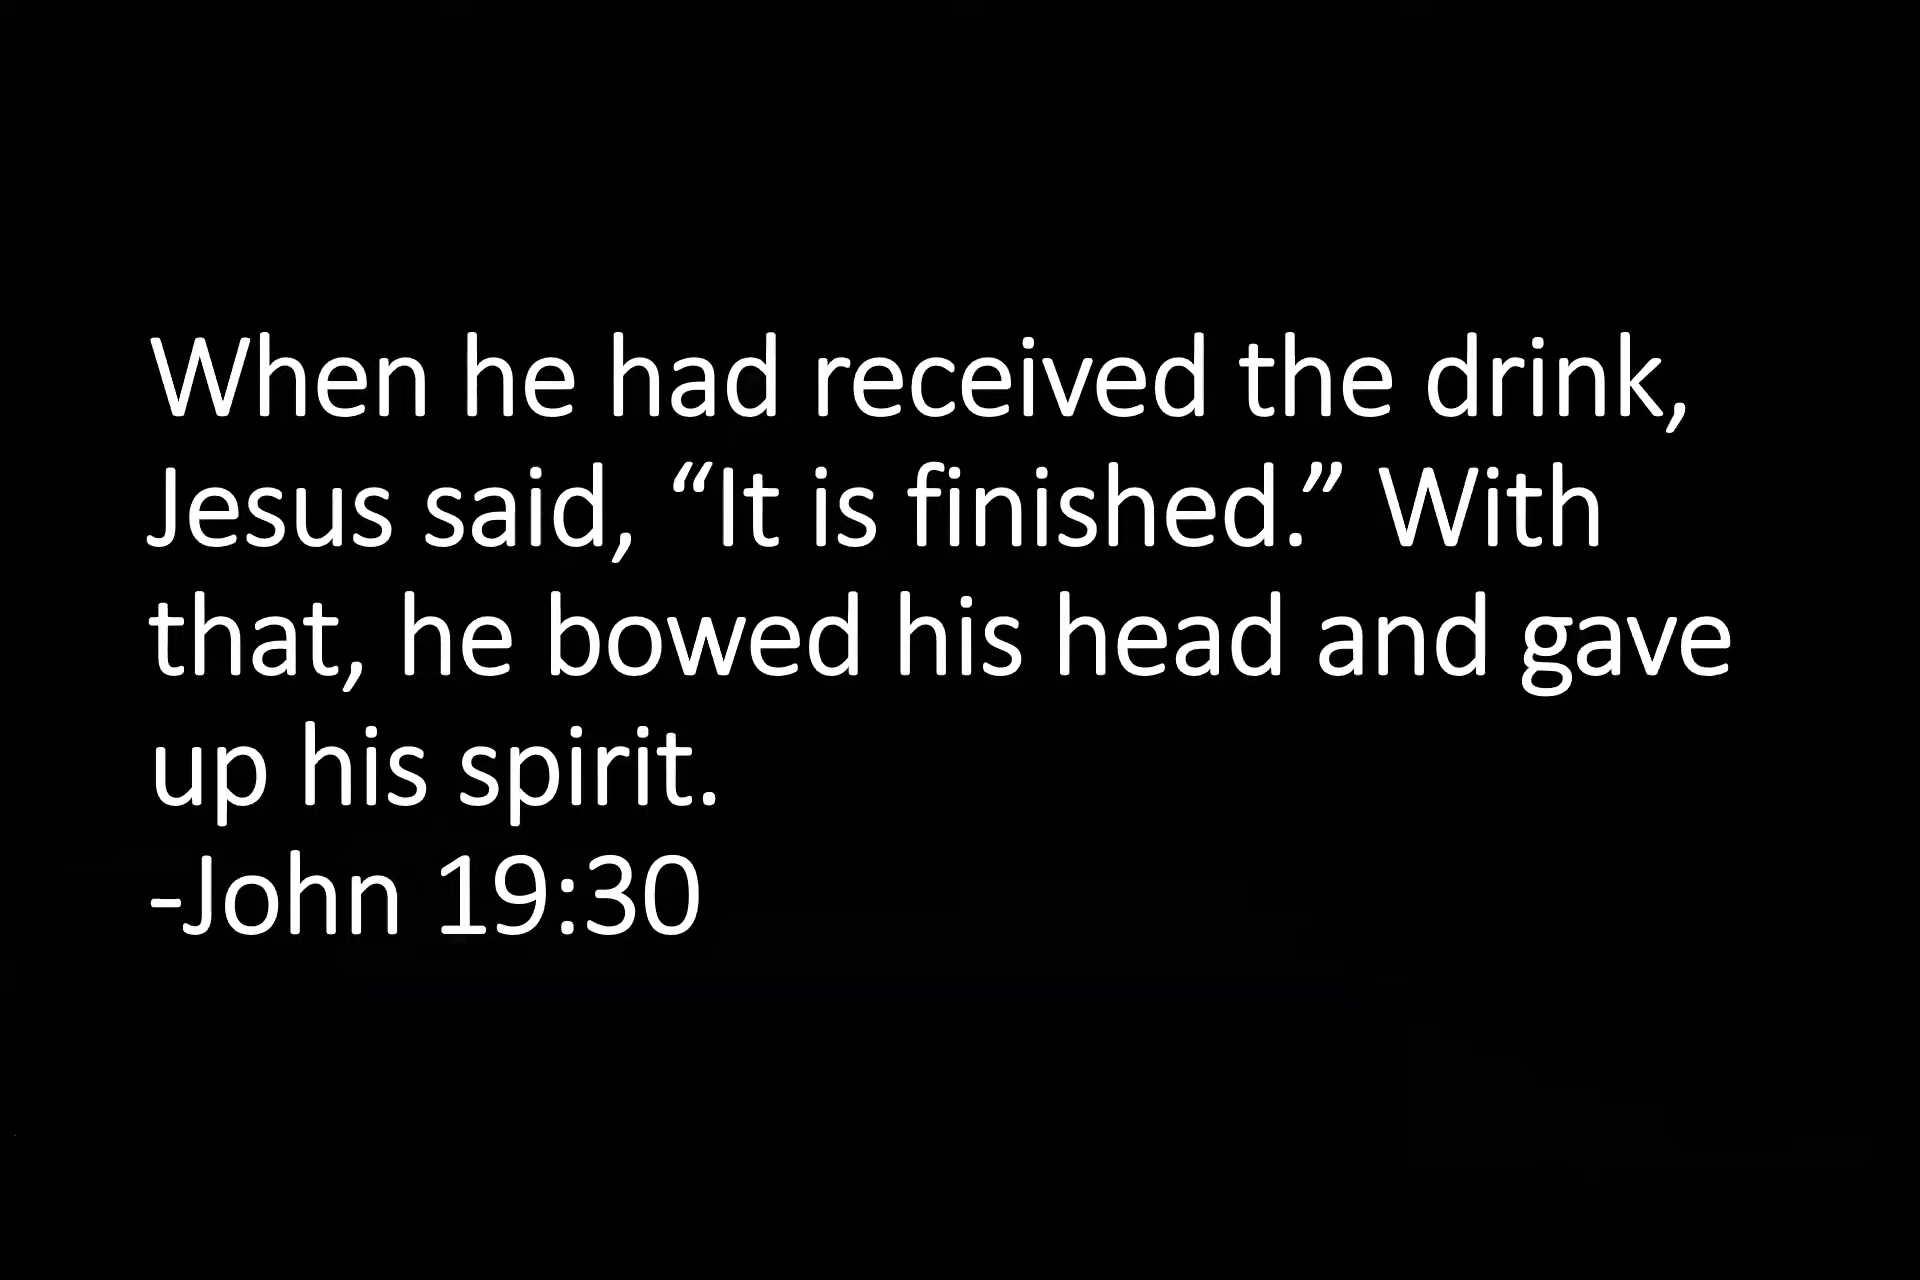 When he had received the drink,
Jesus said, “It is finished.” With
that, he bowed his head and gave
up his spirit.
-John 19:30